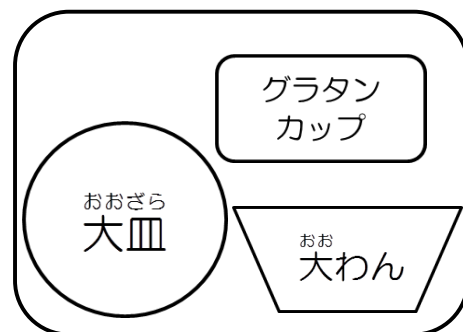 グラタン
カップ
おおざら
大皿
おお
大わん